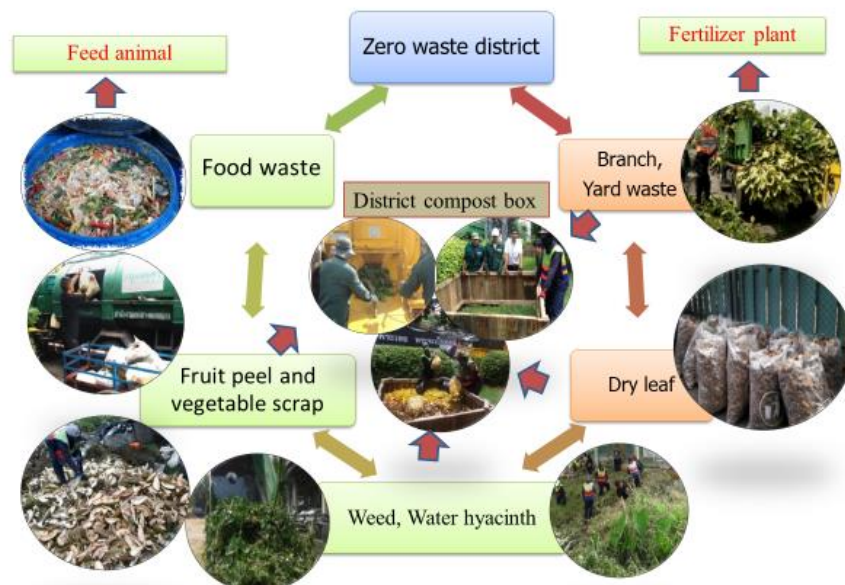 Zero waste district
Feed animal
Fertilizer plant
Food waste
Branch,
Yard waste
District compost box
Fruit peel and
vegetable scrap
Dry leaf
Weed, Water hyacinth